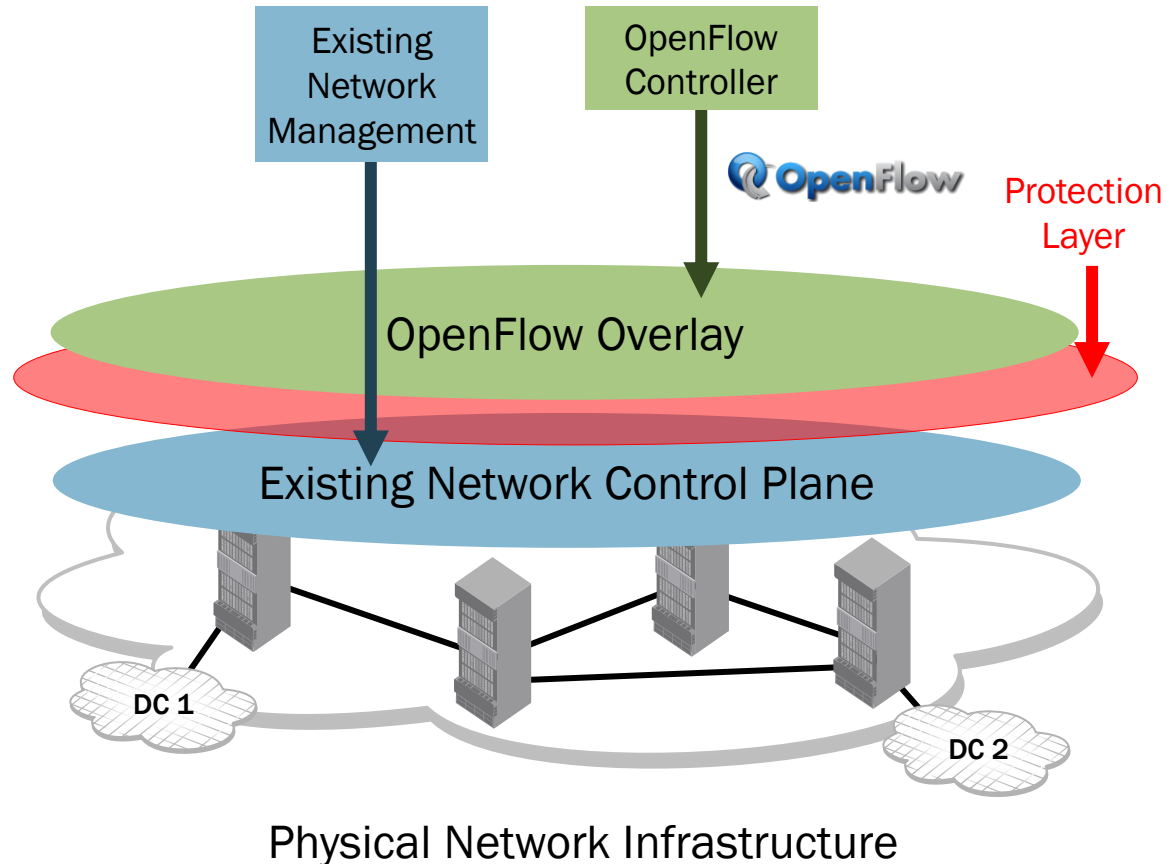 Existing
Network
Management
OpenFlow
Controller
OpenFlow
Protection
Layer
OpenFlow Overlay
Existing Network Control Plane
DC 1
DC 2
Physical Network Infrastructure